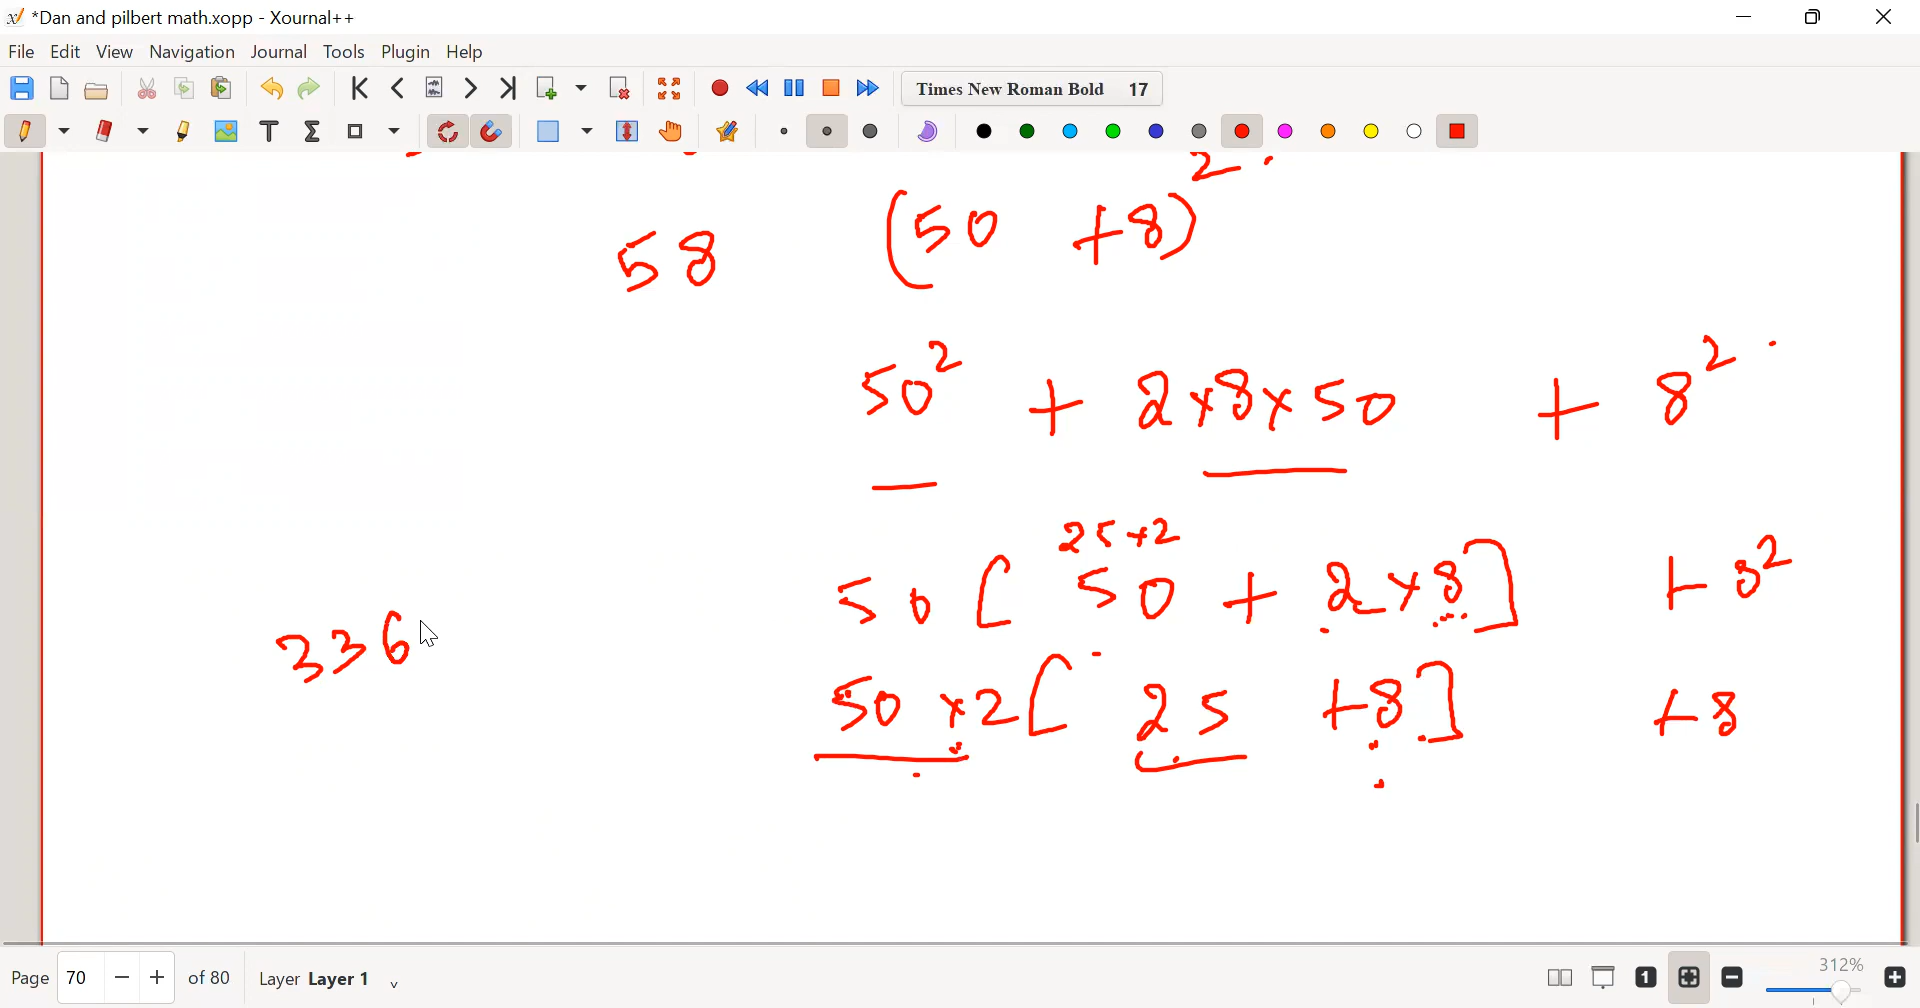 *Dan and pilbert math.xopp - Xournal++
File Edit View Navigation Journal Tools Plugin Help
Times New Roman Bold 17
(50 +8)²
58
50² + 2×8×50 + 8²
25×2
50[50 + 2×8] + 8²
336
50×2[25 +8] +8
Page 70 of 80 Layer Layer 1 1 312%